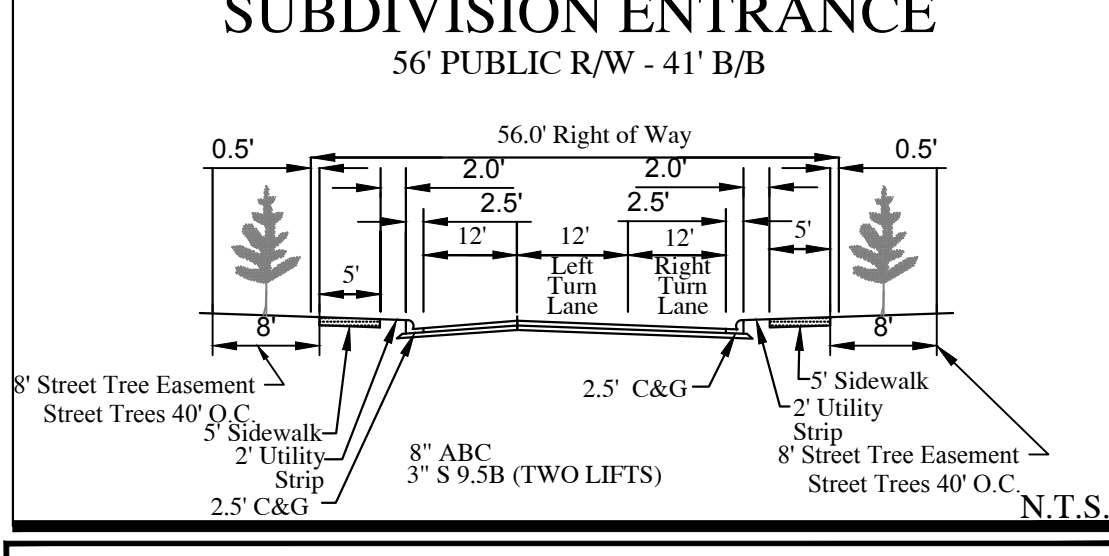 SUBDIVISION ENTRANCE
56' PUBLIC R/W - 41' B/B
56.0' Right of Way
0.5'
0.5'
2.0'
2.0'
2.5'
2.5'
12'
12'
12'
5'
5'
Left
Turn
Lane
Right
Turn
Lane
8'
8'
8' Street Tree Easement
Street Trees 40' O.C.
5' Sidewalk
2' Utility
Strip
2.5' C&G
8" ABC
3" S 9.5B (TWO LIFTS)
2.5' C&G
5' Sidewalk
2' Utility
Strip
8' Street Tree Easement
Street Trees 40' O.C.
N.T.S.